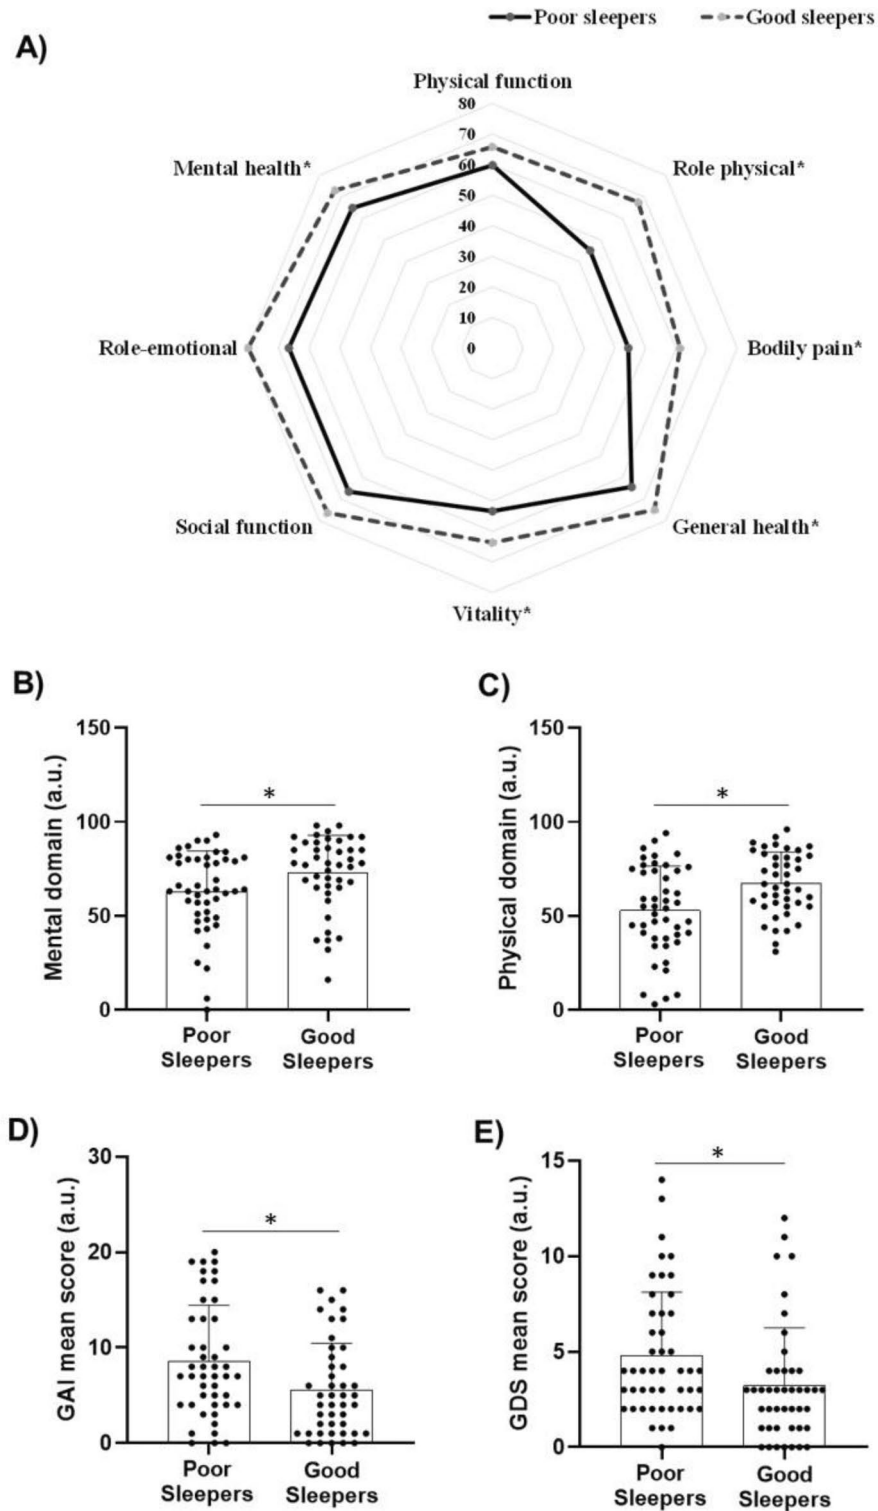 Poor sleepers Good sleepers
A)
Physical function
80
70
60
50
40
30
20
10
0
Mental health*
Role physical*
Role-emotional
Bodily pain*
Social function
General health*
Vitality*
B)
Mental domain (a.u.)
150
100
50
0
*
Poor
Sleepers
Good
Sleepers
C)
Physical domain (a.u.)
150
100
50
0
*
Poor
Sleepers
Good
Sleepers
D)
GAI mean score (a.u.)
30
20
10
0
*
Poor
Sleepers
Good
Sleepers
E)
GDS mean score (a.u.)
15
10
5
0
*
Poor
Sleepers
Good
Sleepers